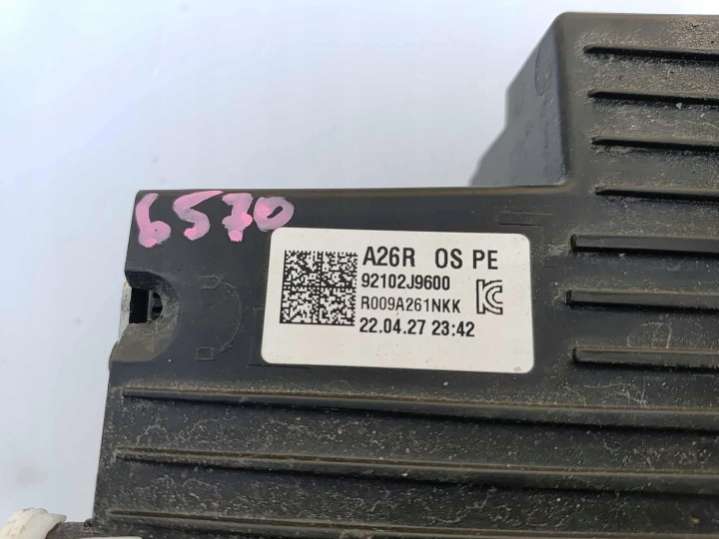 6570
A26R OS PE
92102J9600
R009A261NKK
22.04.27 23:42